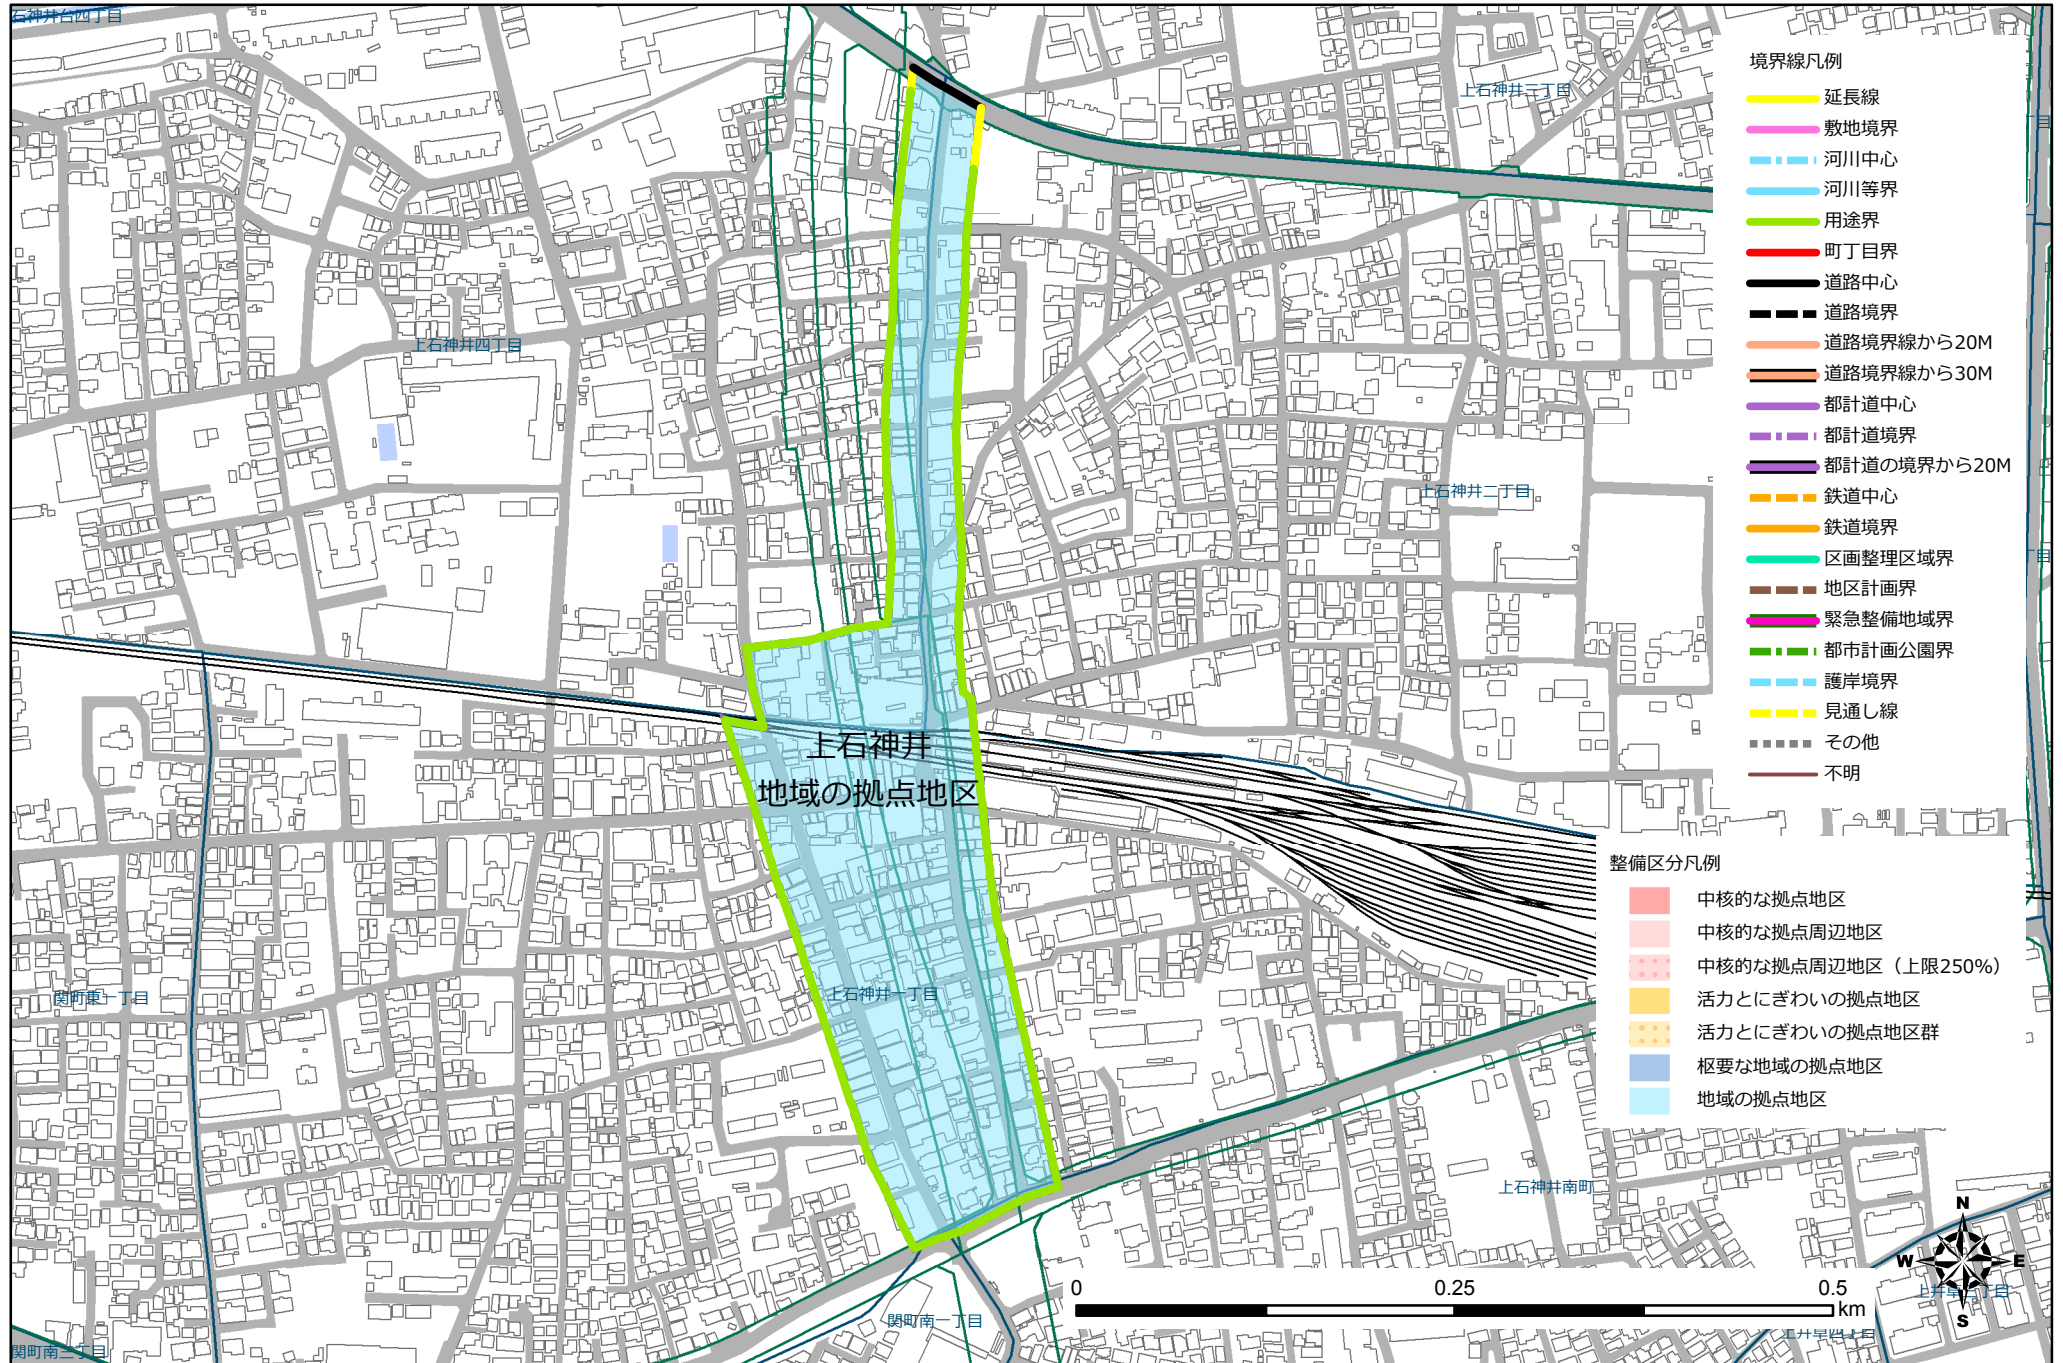 石神井台四丁目
上石神井三丁目
上石神井四丁目
上石神井二丁目
上石神井
地域の拠点地区
関町東一丁目
上石神井一丁目
上石神井南町
関町南一丁目
関町南二丁目
上井草四丁目
境界線凡例
延長線
敷地境界
河川中心
河川等界
用途界
町丁目界
道路中心
道路境界
道路境界線から20M
道路境界線から30M
都計道中心
都計道境界
都計道の境界から20M
鉄道中心
鉄道境界
区画整理区域界
地区計画界
緊急整備地域界
都市計画公園界
護岸境界
見通し線
その他
不明
整備区分凡例
中核的な拠点地区
中核的な拠点周辺地区
中核的な拠点周辺地区（上限250%）
活力とにぎわいの拠点地区
活力とにぎわいの拠点地区群
枢要な地域の拠点地区
地域の拠点地区
N
W
E
S
0
0.25
0.5
km